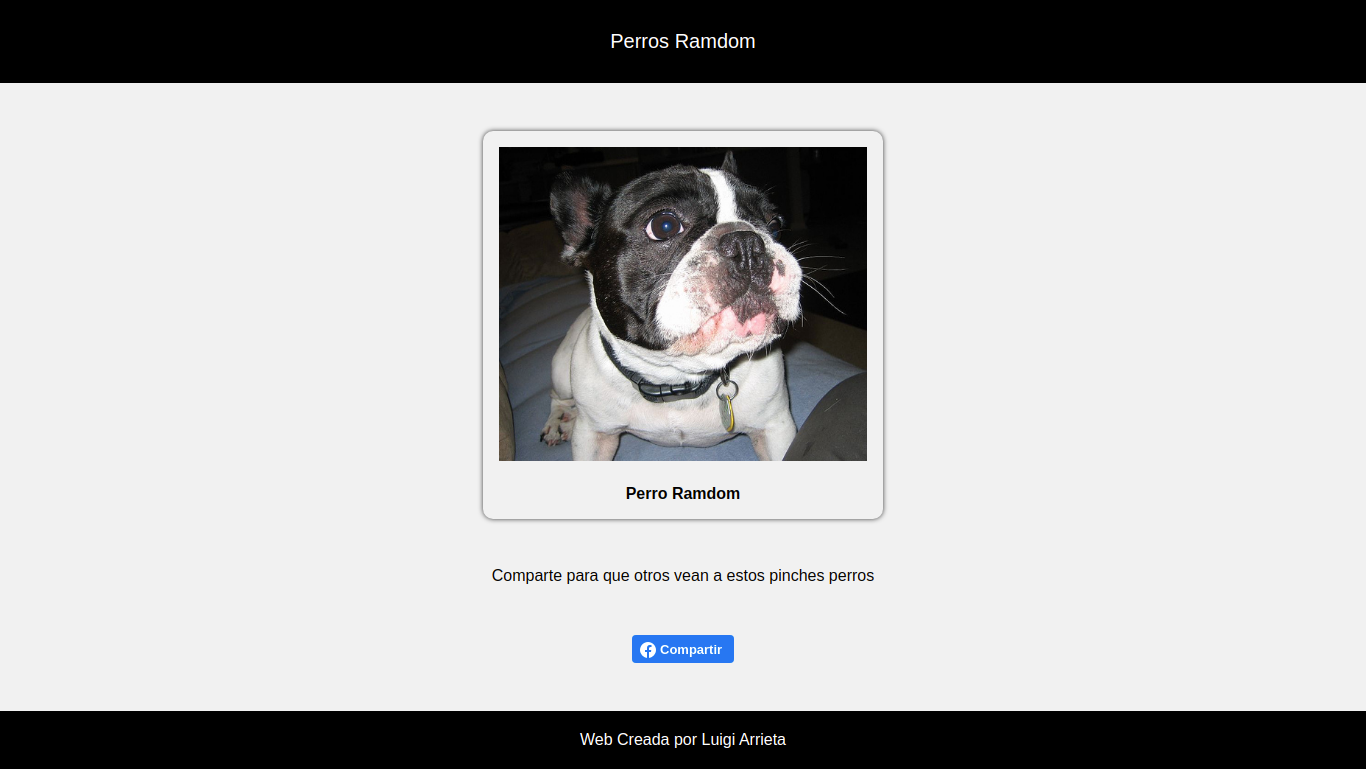 Perros Ramdom
Perro Ramdom
Comparte para que otros vean a estos pinches perros
Compartir
Web Creada por Luigi Arrieta